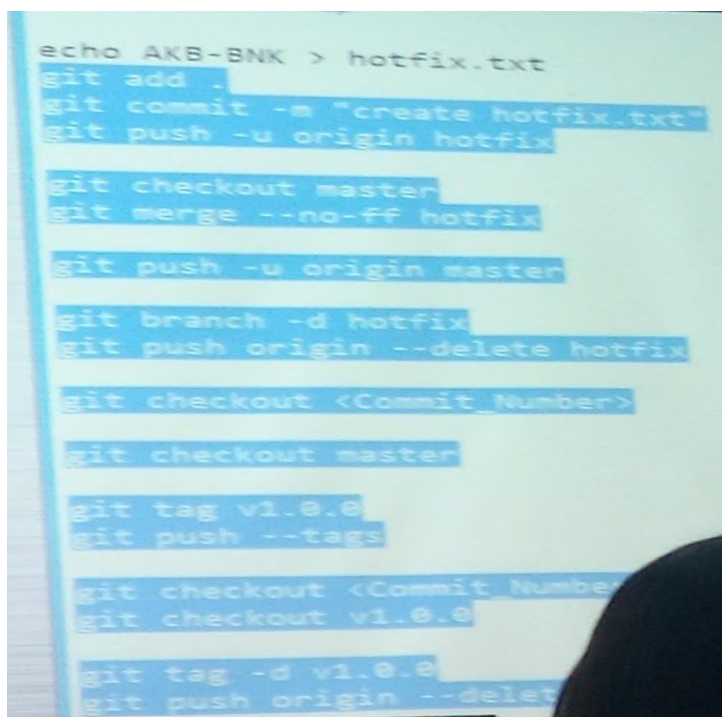 echo AKB-BNK > hotfix.txt
git add .
git commit -m "create hotfix.txt"
git push -u origin hotfix
git checkout master
git merge --no-ff hotfix
git push -u origin master
git branch -d hotfix
git push origin --delete hotfix
git checkout <Commit_Number>
git checkout master
git tag v1.0.0
git push --tags
git checkout <Commit_Number
git checkout v1.0.0
git tag -d v1.0.0
git push origin --delet